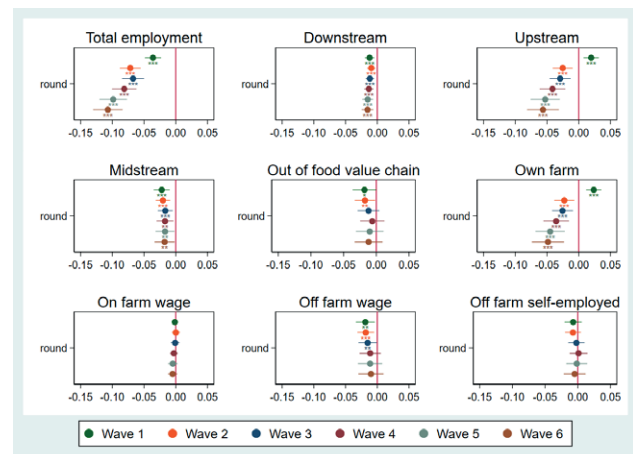 Total employment
Downstream
Upstream
round
-0.15 -0.10 -0.05 0.00 0.05
-0.15 -0.10 -0.05 0.00 0.05
-0.15 -0.10 -0.05 0.00 0.05
Midstream
Out of food value chain
Own farm
round
-0.15 -0.10 -0.05 0.00 0.05
-0.15 -0.10 -0.05 0.00 0.05
-0.15 -0.10 -0.05 0.00 0.05
On farm wage
Off farm wage
Off farm self-employed
round
round
round
-0.15 -0.10 -0.05 0.00 0.05
-0.15 -0.10 -0.05 0.00 0.05
-0.15 -0.10 -0.05 0.00 0.05
Wave 1 Wave 2 Wave 3 Wave 4 Wave 5 Wave 6